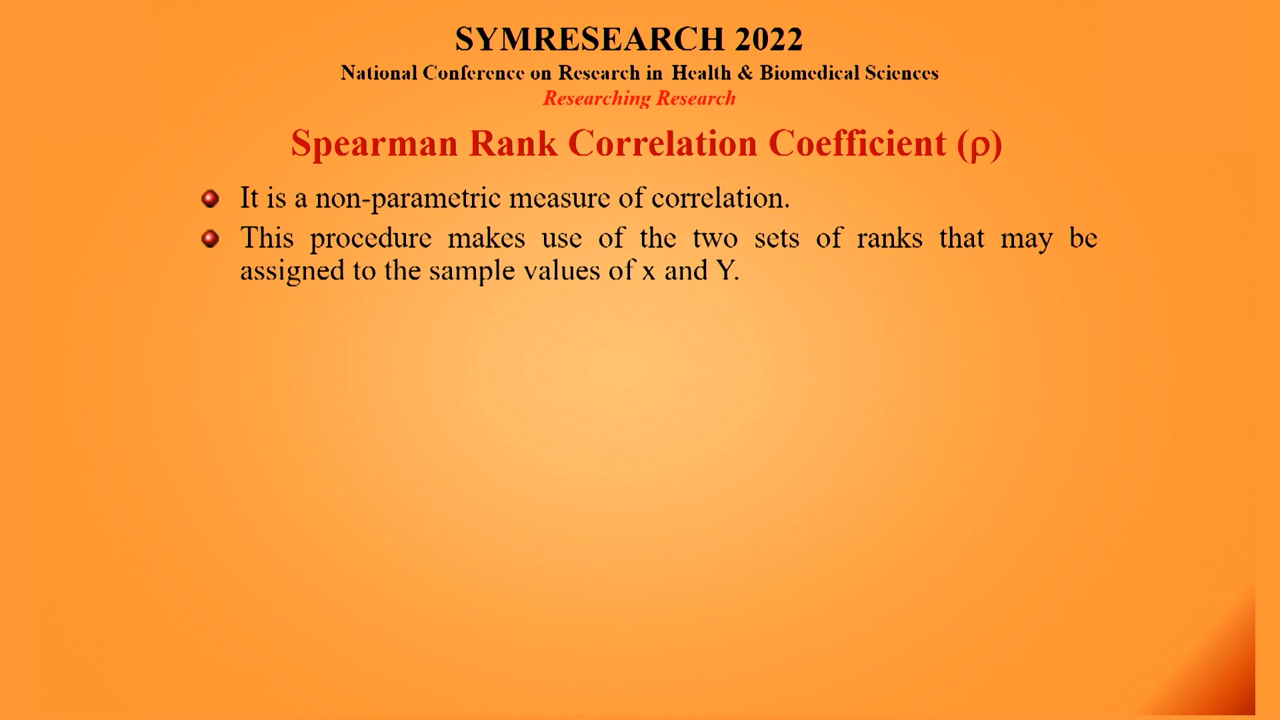 SYMRESEARCH 2022
National Conference on Research in Health & Biomedical Sciences
Researching Research
Spearman Rank Correlation Coefficient (ρ)
It is a non-parametric measure of correlation.
This procedure makes use of the two sets of ranks that may be
assigned to the sample values of x and Y.